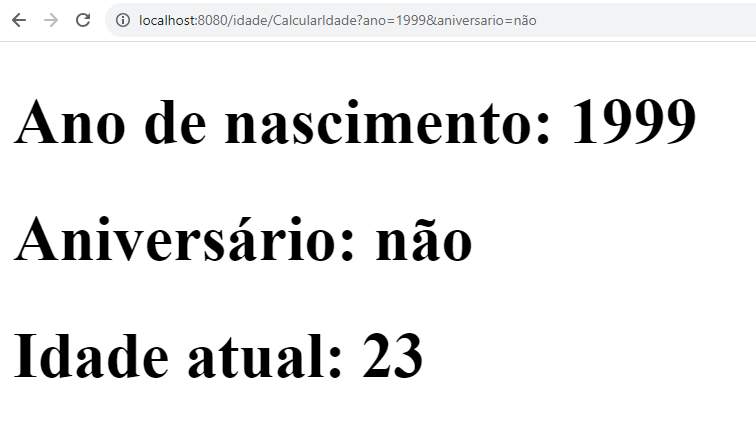 localhost:8080/idade/CalcularIdade?ano=1999&aniversario=não
Ano de nascimento: 1999
Aniversário: não
Idade atual: 23